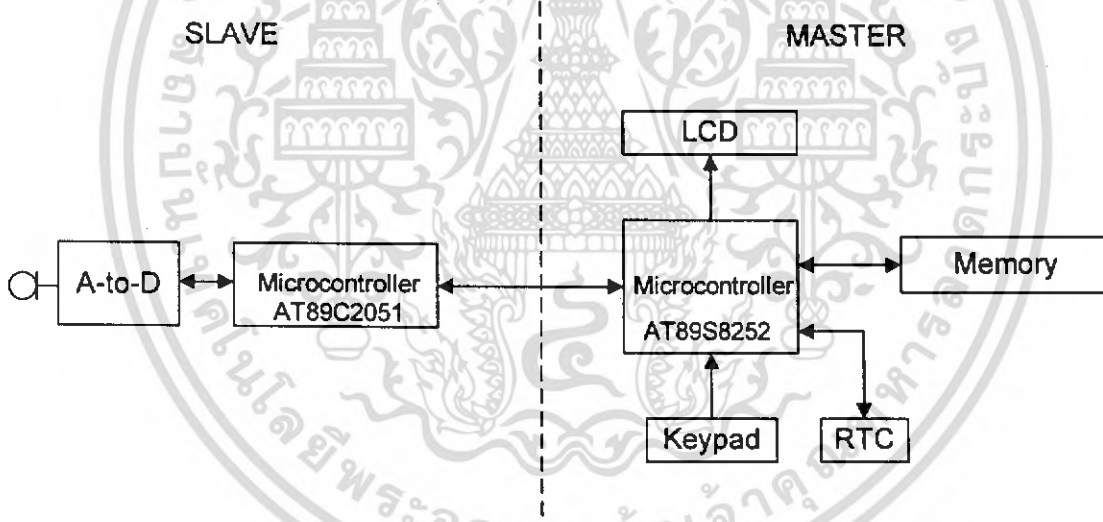 SLAVE
MASTER
LCD
A-to-D
Microcontroller
AT89C2051
Microcontroller
AT89S8252
Memory
Keypad
RTC